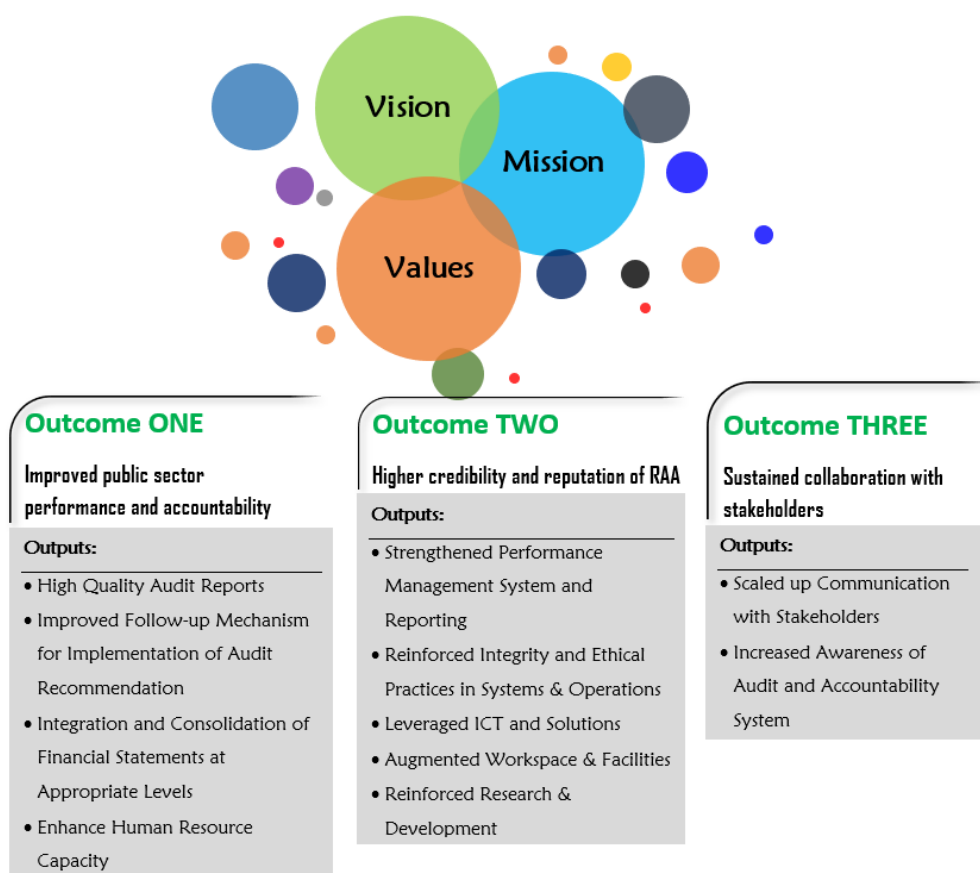 Vision
Mission
Values
Outcome ONE
Improved public sector
performance and accountability
Outputs:
• High Quality Audit Reports
• Improved Follow-up Mechanism
for Implementation of Audit
Recommendation
• Integration and Consolidation of
Financial Statements at
Appropriate Levels
• Enhance Human Resource
Capacity
Outcome TWO
Higher credibility and reputation of RAA
Outputs:
• Strengthened Performance
Management System and
Reporting
• Reinforced Integrity and Ethical
Practices in Systems & Operations
• Leveraged ICT and Solutions
• Augmented Workspace & Facilities
• Reinforced Research &
Development
Outcome THREE
Sustained collaboration with
stakeholders
Outputs:
• Scaled up Communication
with Stakeholders
• Increased Awareness of
Audit and Accountability
System